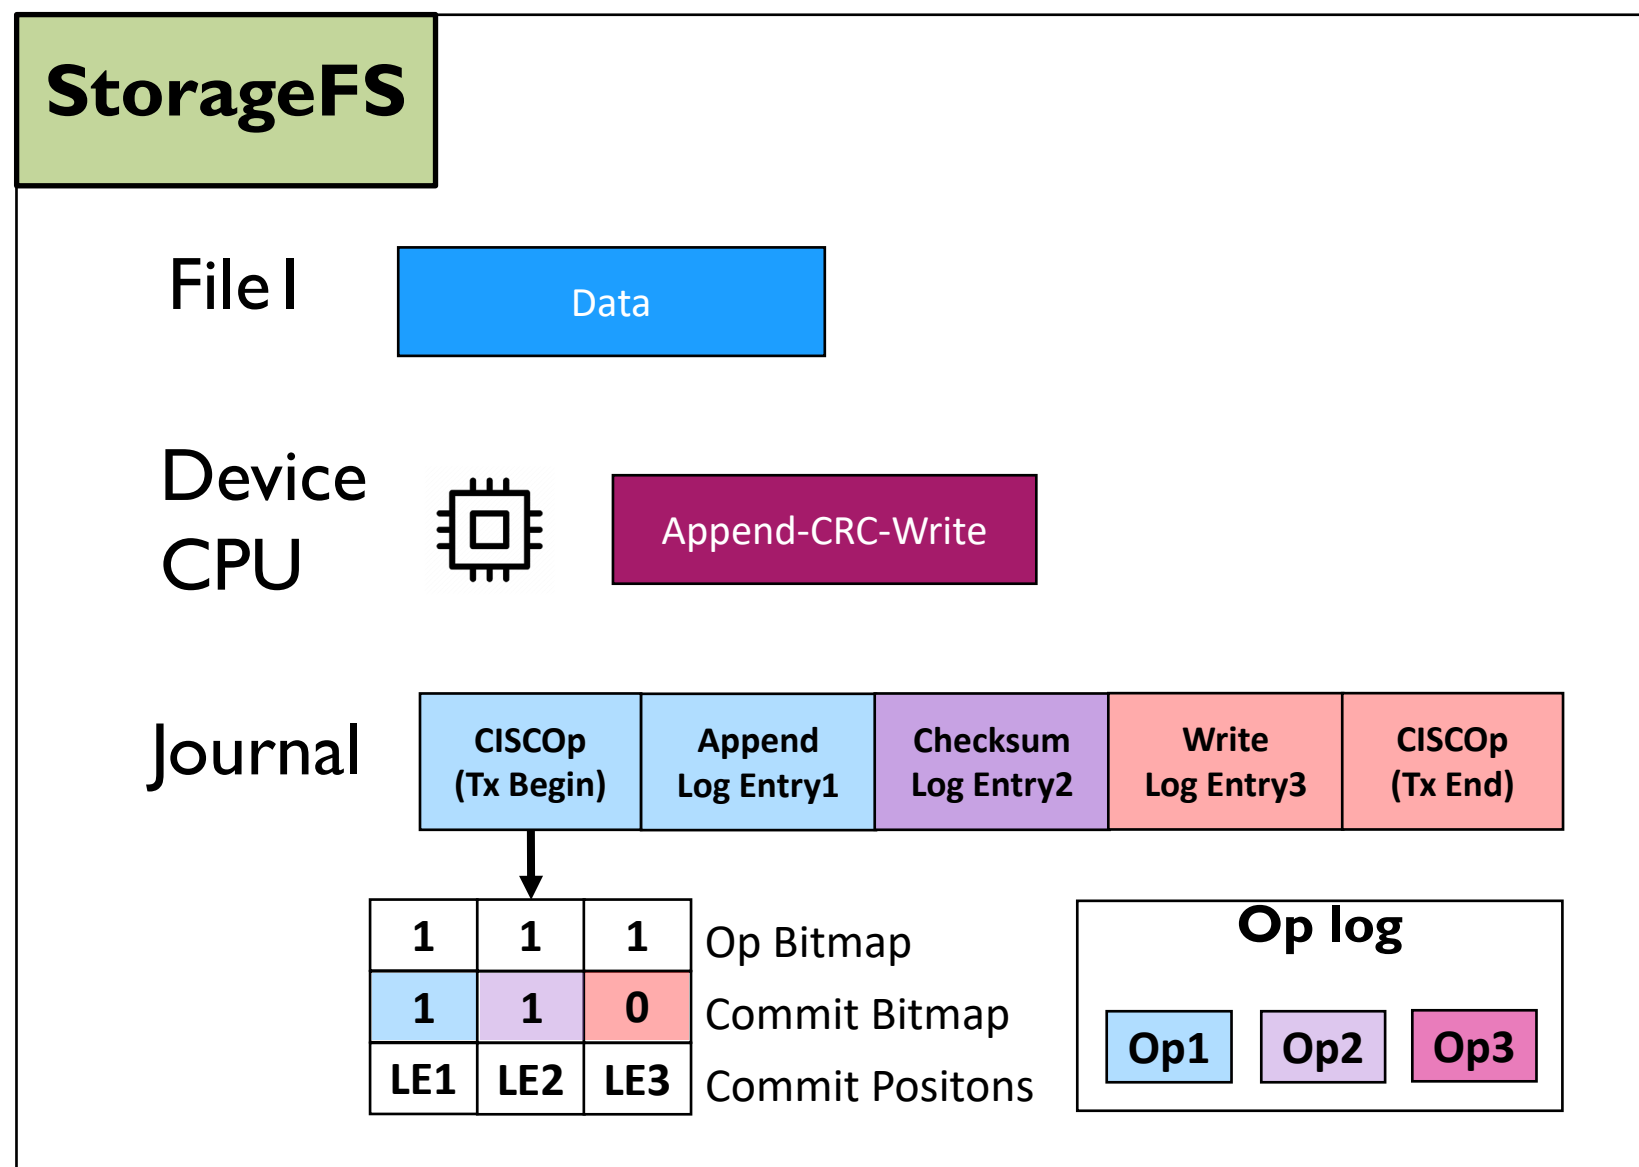 StorageFS
File1
Data
Device
CPU
Append-CRC-Write
Journal
CISCOp
(Tx Begin)
Append
Log Entry1
Checksum
Log Entry2
Write
Log Entry3
CISCOp
(Tx End)
1 1 1 Op Bitmap
1 1 0 Commit Bitmap
LE1 LE2 LE3 Commit Positons
Op log
Op1 Op2 Op3